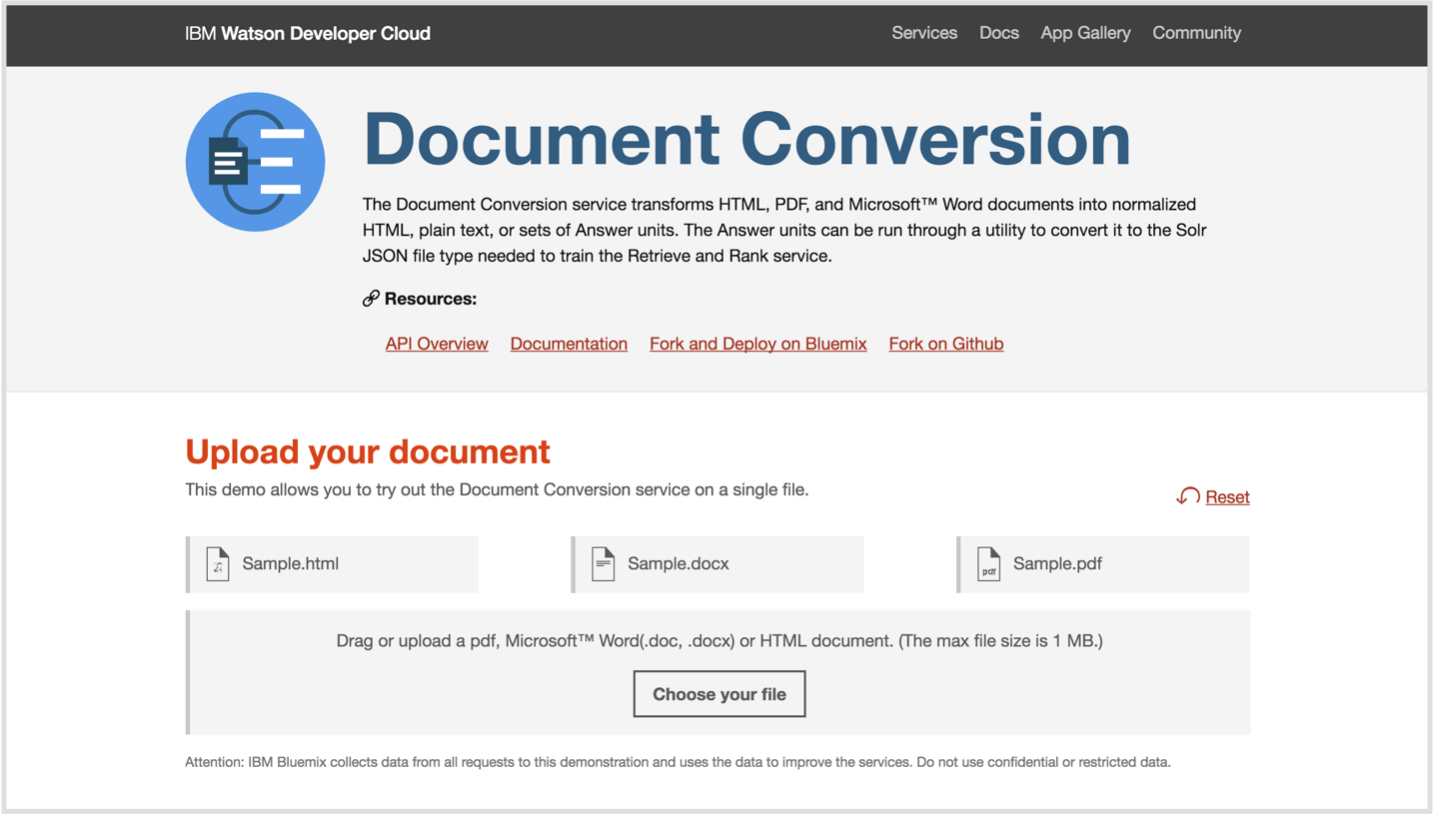 IBM Watson Developer Cloud
Services Docs App Gallery Community
Document Conversion
The Document Conversion service transforms HTML, PDF, and Microsoft™ Word documents into normalized
HTML, plain text, or sets of Answer units. The Answer units can be run through a utility to convert it to the Solr
JSON file type needed to train the Retrieve and Rank service.
Resources:
API Overview Documentation Fork and Deploy on Bluemix Fork on Github
Upload your document
This demo allows you to try out the Document Conversion service on a single file.
Reset
Sample.html
Sample.docx
pdf
Sample.pdf
Drag or upload a pdf, Microsoft™ Word(.doc, .docx) or HTML document. (The max file size is 1 MB.)
Choose your file
Attention: IBM Bluemix collects data from all requests to this demonstration and uses the data to improve the services. Do not use confidential or restricted data.